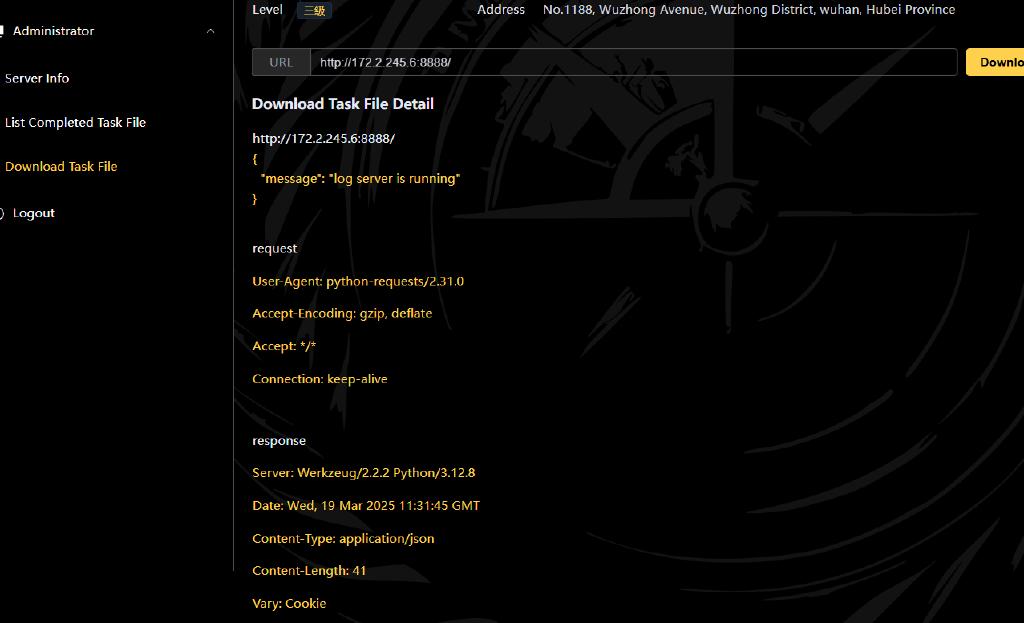 Level 三级 Address No.1188, Wuzhong Avenue, Wuzhong District, wuhan, Hubei Province
Administrator
URL http://172.2.245.6:8888/ Downlo
Server Info
Download Task File Detail
List Completed Task File
http://172.2.245.6:8888/
{
Download Task File
"message": "log server is running"
}
Logout
request
User-Agent: python-requests/2.31.0
Accept-Encoding: gzip, deflate
Accept: */*
Connection: keep-alive
response
Server: Werkzeug/2.2.2 Python/3.12.8
Date: Wed, 19 Mar 2025 11:31:45 GMT
Content-Type: application/json
Content-Length: 41
Vary: Cookie